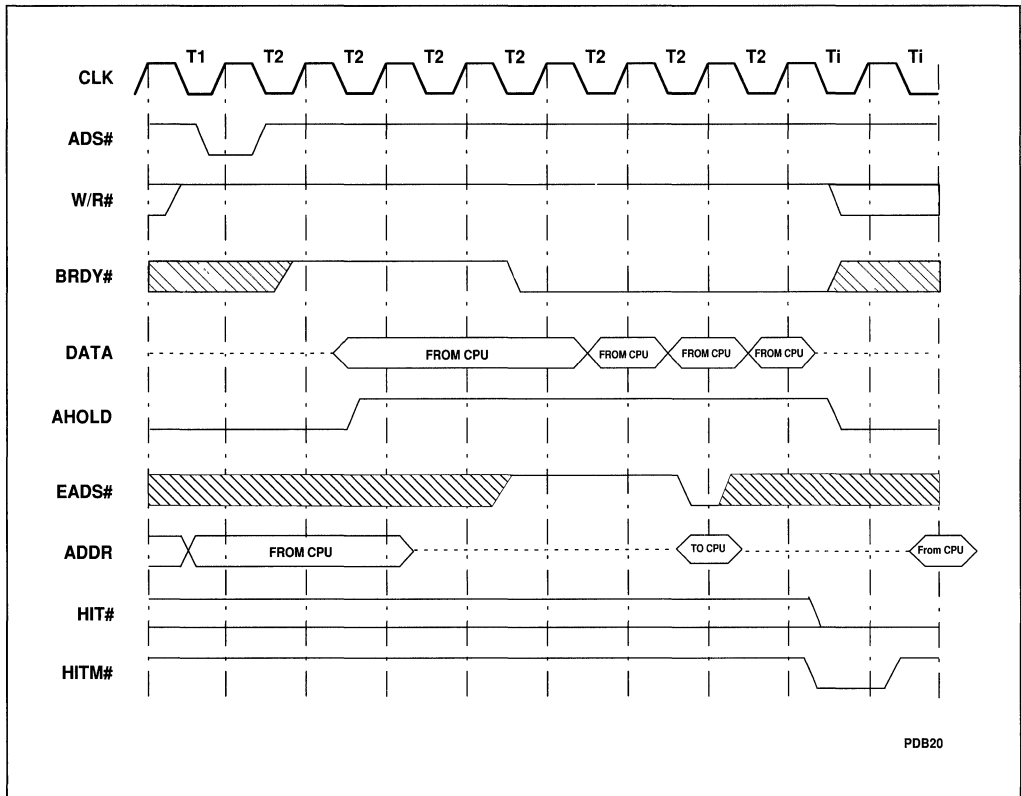 T1 T2 T2 T2 T2 T2 T2 T2 Ti Ti
CLK
ADS#
W/R#
BRDY#
DATA FROM CPU FROM CPU FROM CPU FROM CPU
AHOLD
EADS#
ADDR FROM CPU TO CPU From CPU
HIT#
HITM#
PDB20